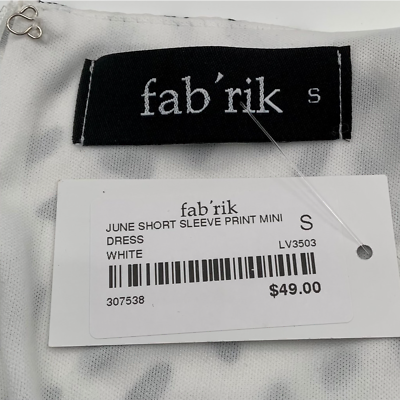 fab'rik S
fab'rik
JUNE SHORT SLEEVE PRINT MINI S
DRESS
WHITE LV3503
307538 $49.00